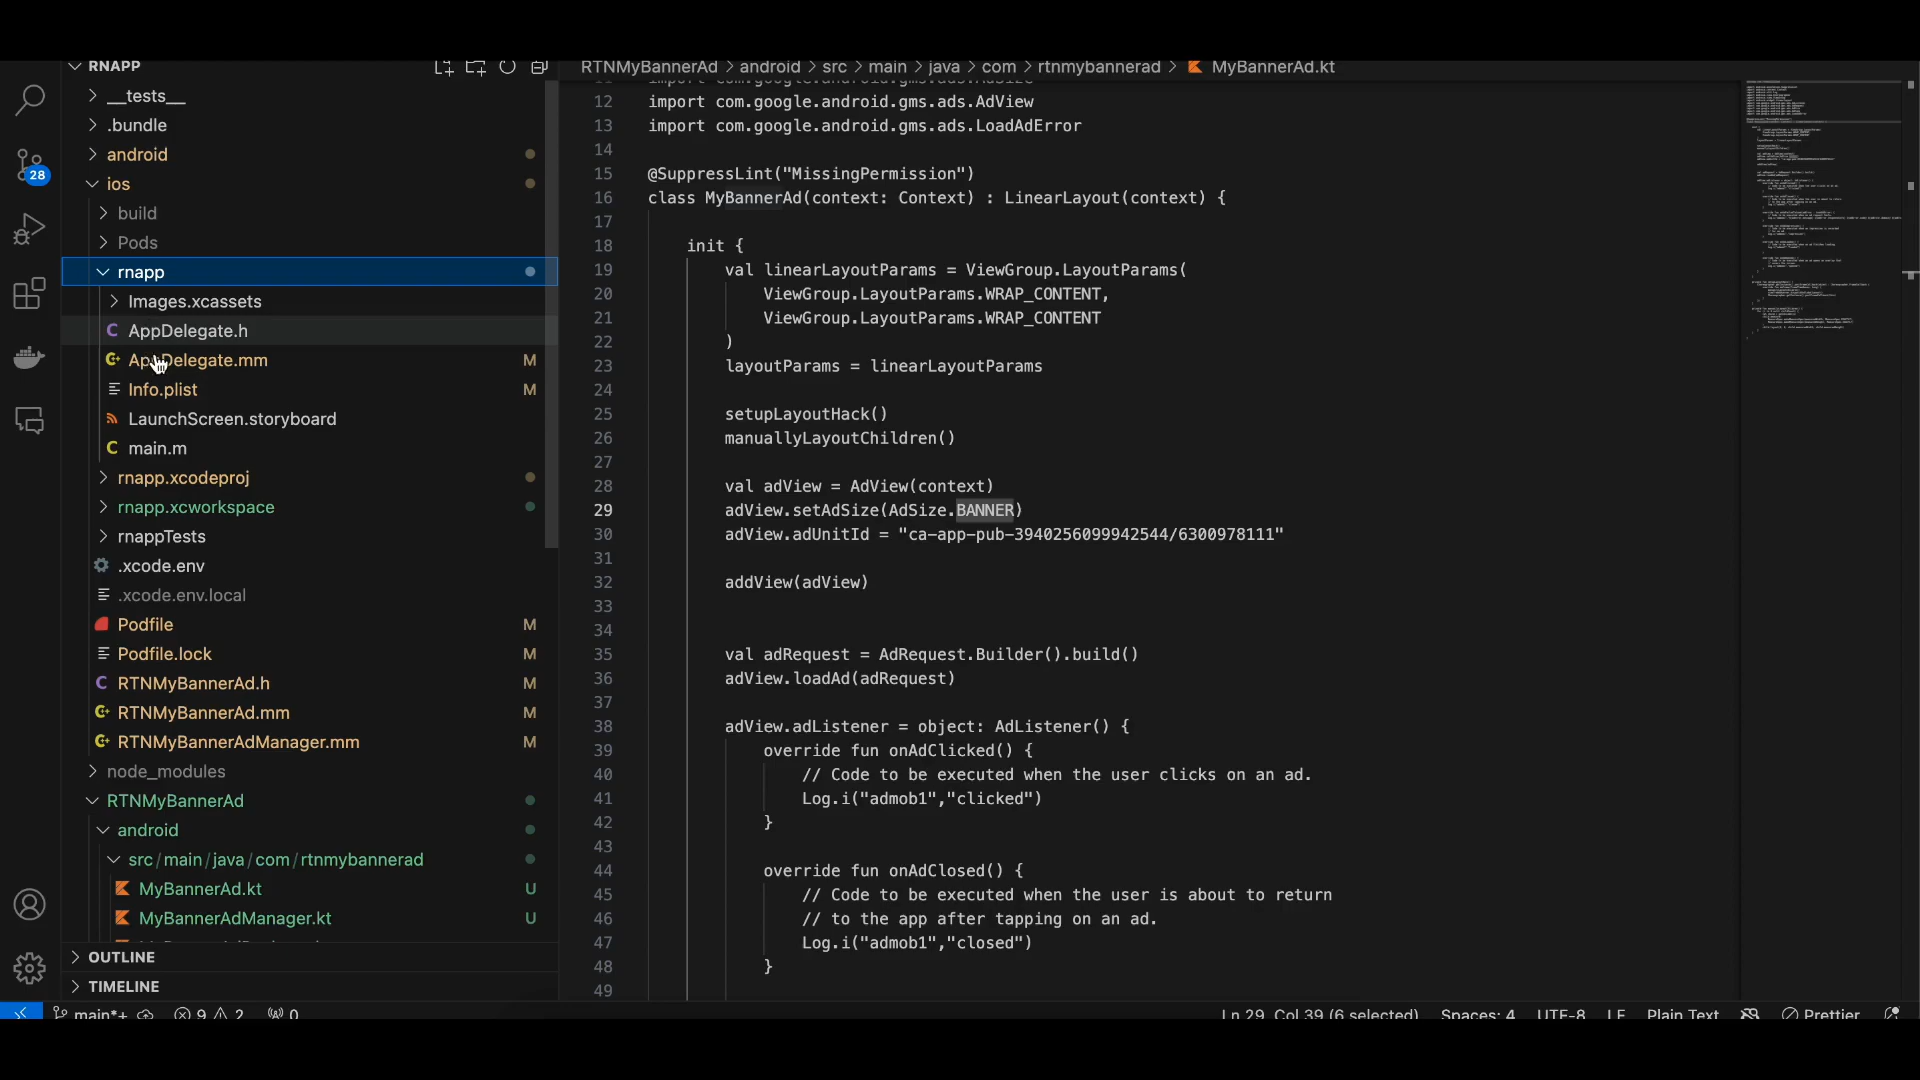 RNAPP
__tests__
.bundle
android
ios
build
Pods
rnapp
Images.xcassets
AppDelegate.h
AppDelegate.mm M
Info.plist M
LaunchScreen.storyboard
main.m
rnapp.xcodeproj
rnapp.xcworkspace
rnappTests
.xcode.env
.xcode.env.local
Podfile M
Podfile.lock M
RTNMyBannerAd.h M
RTNMyBannerAd.mm M
RTNMyBannerAdManager.mm M
node_modules
RTNMyBannerAd
android
src/main/java/com/rtnmybannerad
MyBannerAd.kt U
MyBannerAdManager.kt U
OUTLINE
TIMELINE
28
RTNMyBannerAd > android > src > main > java > com > rtnmybannerad > MyBannerAd.kt
12 import com.google.android.gms.ads.AdView
13 import com.google.android.gms.ads.LoadAdError
14
15 @SuppressLint("MissingPermission")
16 class MyBannerAd(context: Context) : LinearLayout(context) {
17
18 init {
19 val linearLayoutParams = ViewGroup.LayoutParams(
20 ViewGroup.LayoutParams.WRAP_CONTENT,
21 ViewGroup.LayoutParams.WRAP_CONTENT
22 )
23 layoutParams = linearLayoutParams
24
25 setupLayoutHack()
26 manuallyLayoutChildren()
27
28 val adView = AdView(context)
29 adView.setAdSize(AdSize.BANNER)
30 adView.adUnitId = "ca-app-pub-3940256099942544/6300978111"
31
32 addView(adView)
33
34
35 val adRequest = AdRequest.Builder().build()
36 adView.loadAd(adRequest)
37
38 adView.adListener = object: AdListener() {
39 override fun onAdClicked() {
40 // Code to be executed when the user clicks on an ad.
41 Log.i("admob1","clicked")
42 }
43
44 override fun onAdClosed() {
45 // Code to be executed when the user is about to return
46 // to the app after tapping on an ad.
47 Log.i("admob1","closed")
48 }
49
main*+ 9 2 0 Ln 29, Col 39 (6 selected) Spaces: 4 UTF-8 LF Plain Text Prettier